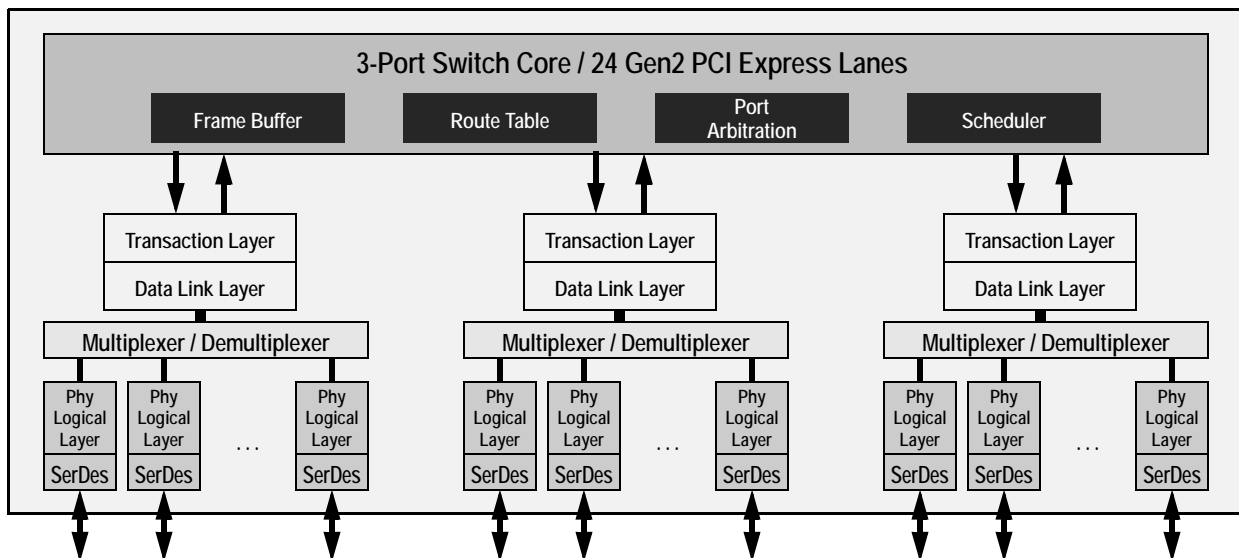 3-Port Switch Core / 24 Gen2 PCI Express Lanes
Frame Buffer
Route Table
Port
Arbitration
Scheduler
Transaction Layer
Data Link Layer
Multiplexer / Demultiplexer
Phy
Logical
Layer
SerDes
Phy
Logical
Layer
SerDes
. . .
Phy
Logical
Layer
SerDes
Transaction Layer
Data Link Layer
Multiplexer / Demultiplexer
Phy
Logical
Layer
SerDes
Phy
Logical
Layer
SerDes
. . .
Phy
Logical
Layer
SerDes
Transaction Layer
Data Link Layer
Multiplexer / Demultiplexer
Phy
Logical
Layer
SerDes
Phy
Logical
Layer
SerDes
. . .
Phy
Logical
Layer
SerDes